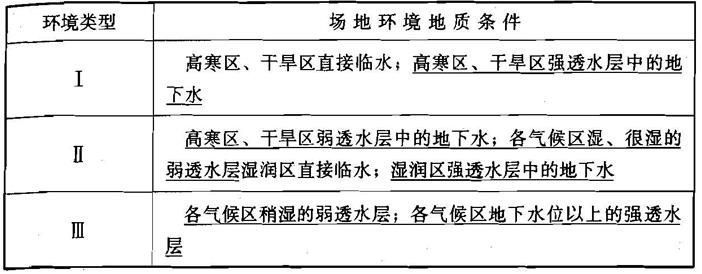 环境类型 场地环境地质条件
Ⅰ 高寒区、干旱区直接临水；高寒区、干旱区强透水层中的地
下水
Ⅱ 高寒区、干旱区弱透水层中的地下水；各气候区湿、很湿的
弱透水层湿润区直接临水；湿润区强透水层中的地下水
Ⅲ 各气候区稍湿的弱透水层；各气候区地下水位以上的强透水
层